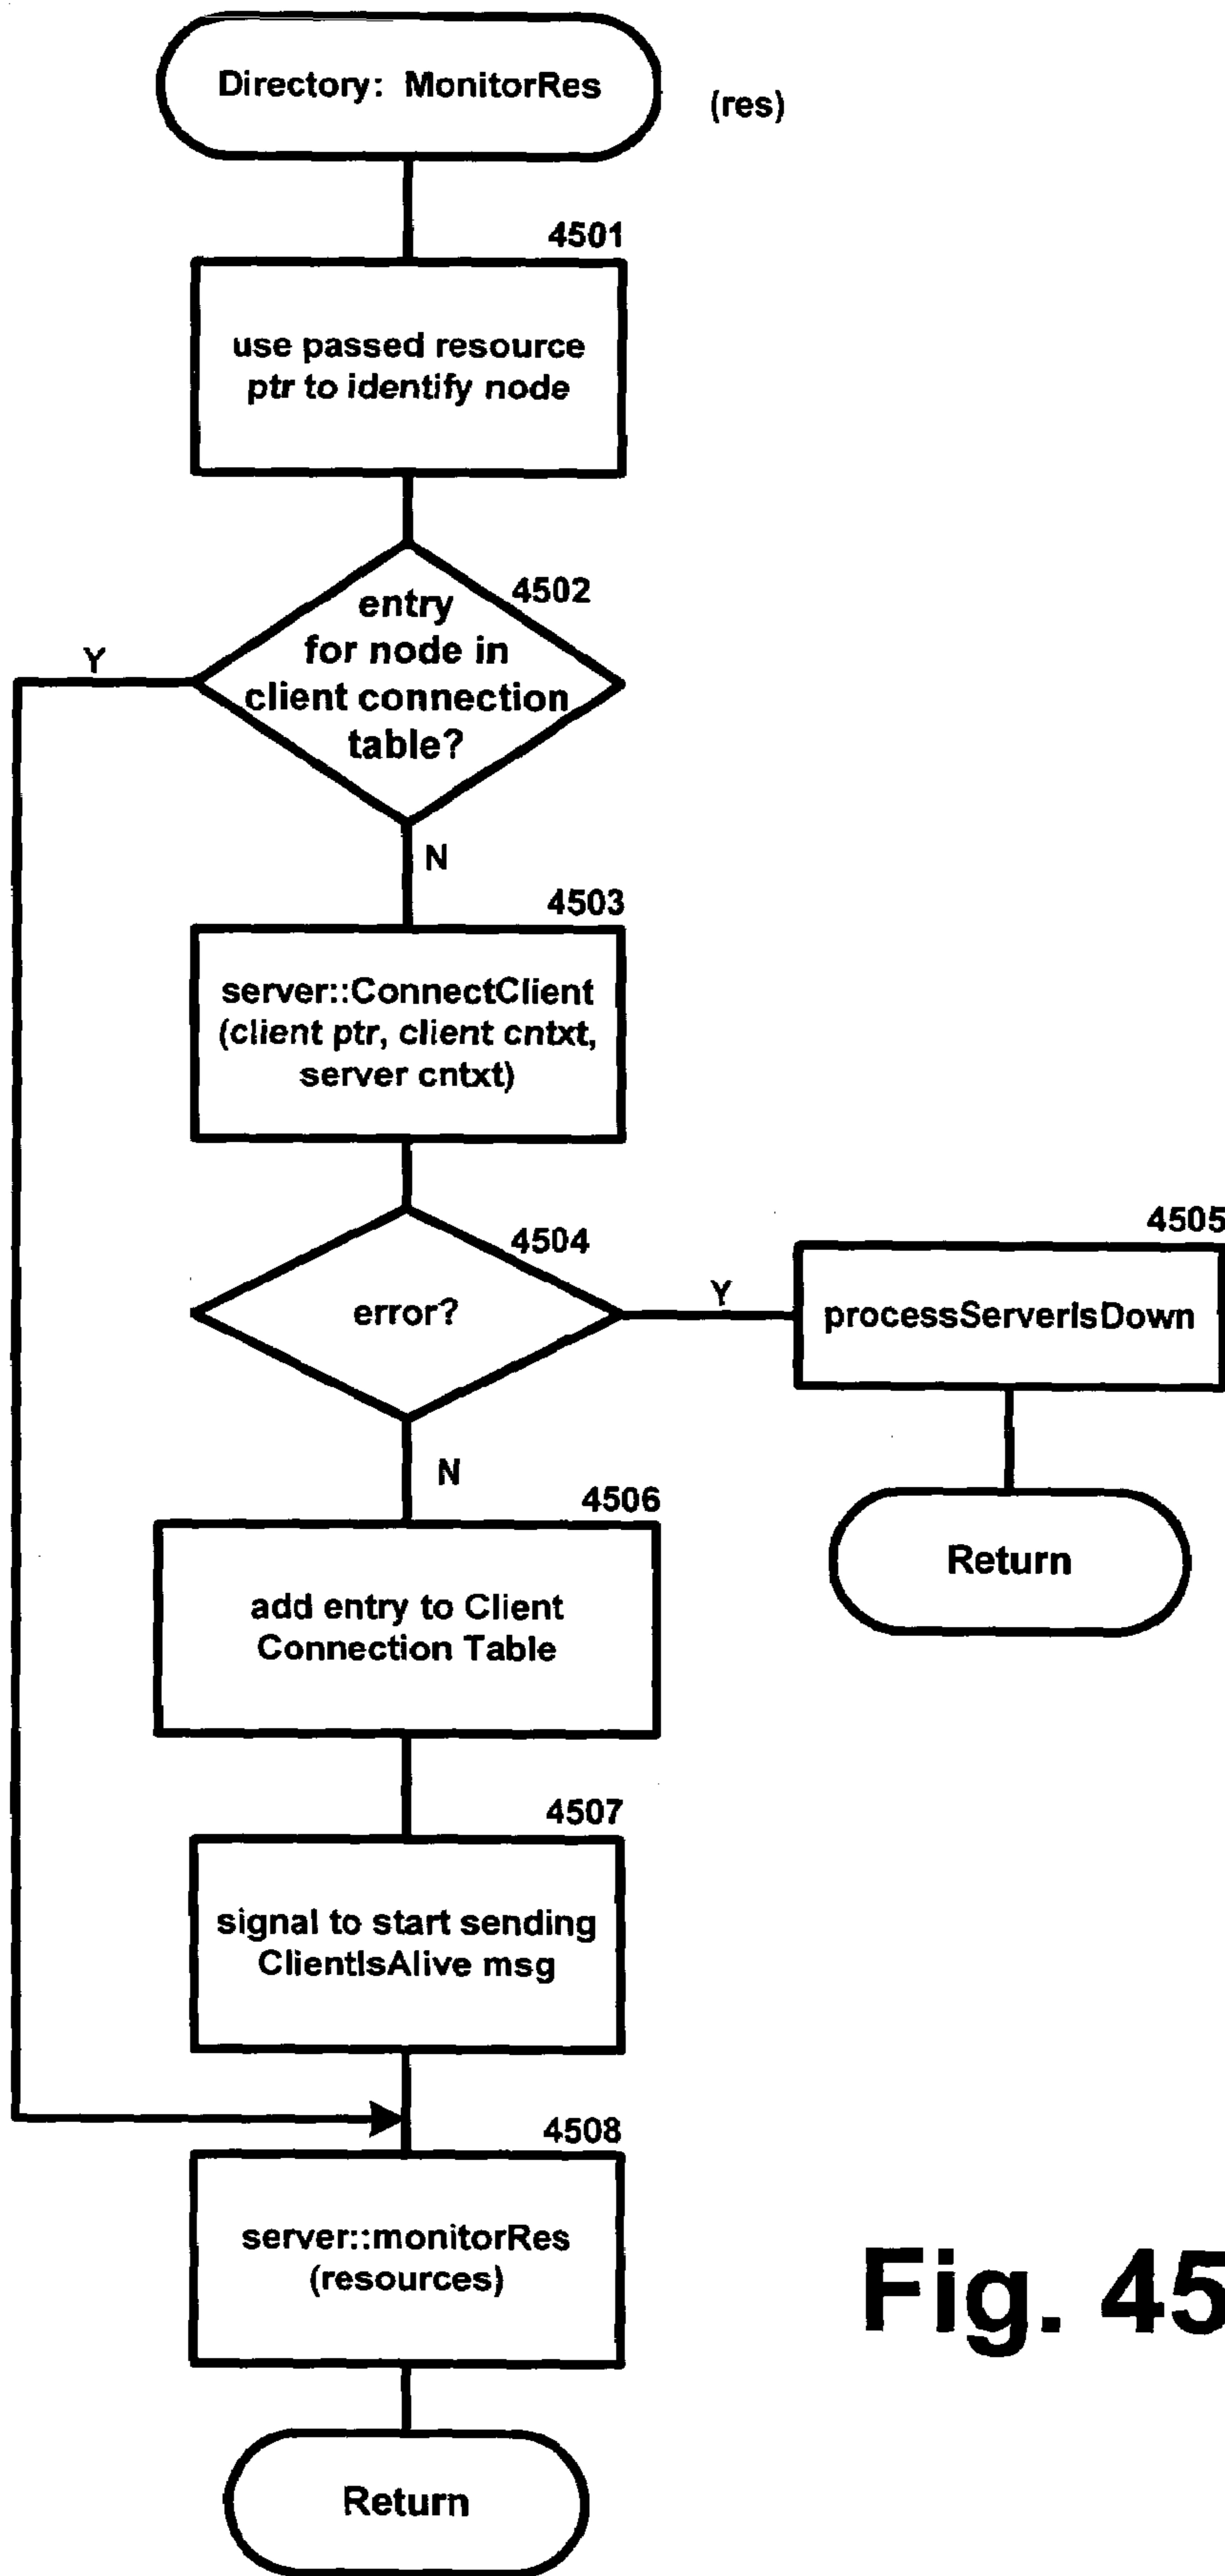 Directory: MonitorRes
(res)
4501
use passed resource
ptr to identify node
4502
entry
for node in
client connection
table?
Y
N
4503
server::ConnectClient
(client ptr, client cntxt,
server cntxt)
4504
error?
Y
4505
processServerIsDown
Return
N
4506
add entry to Client
Connection Table
4507
signal to start sending
ClientIsAlive msg
4508
server::monitorRes
(resources)
Return
Fig. 45